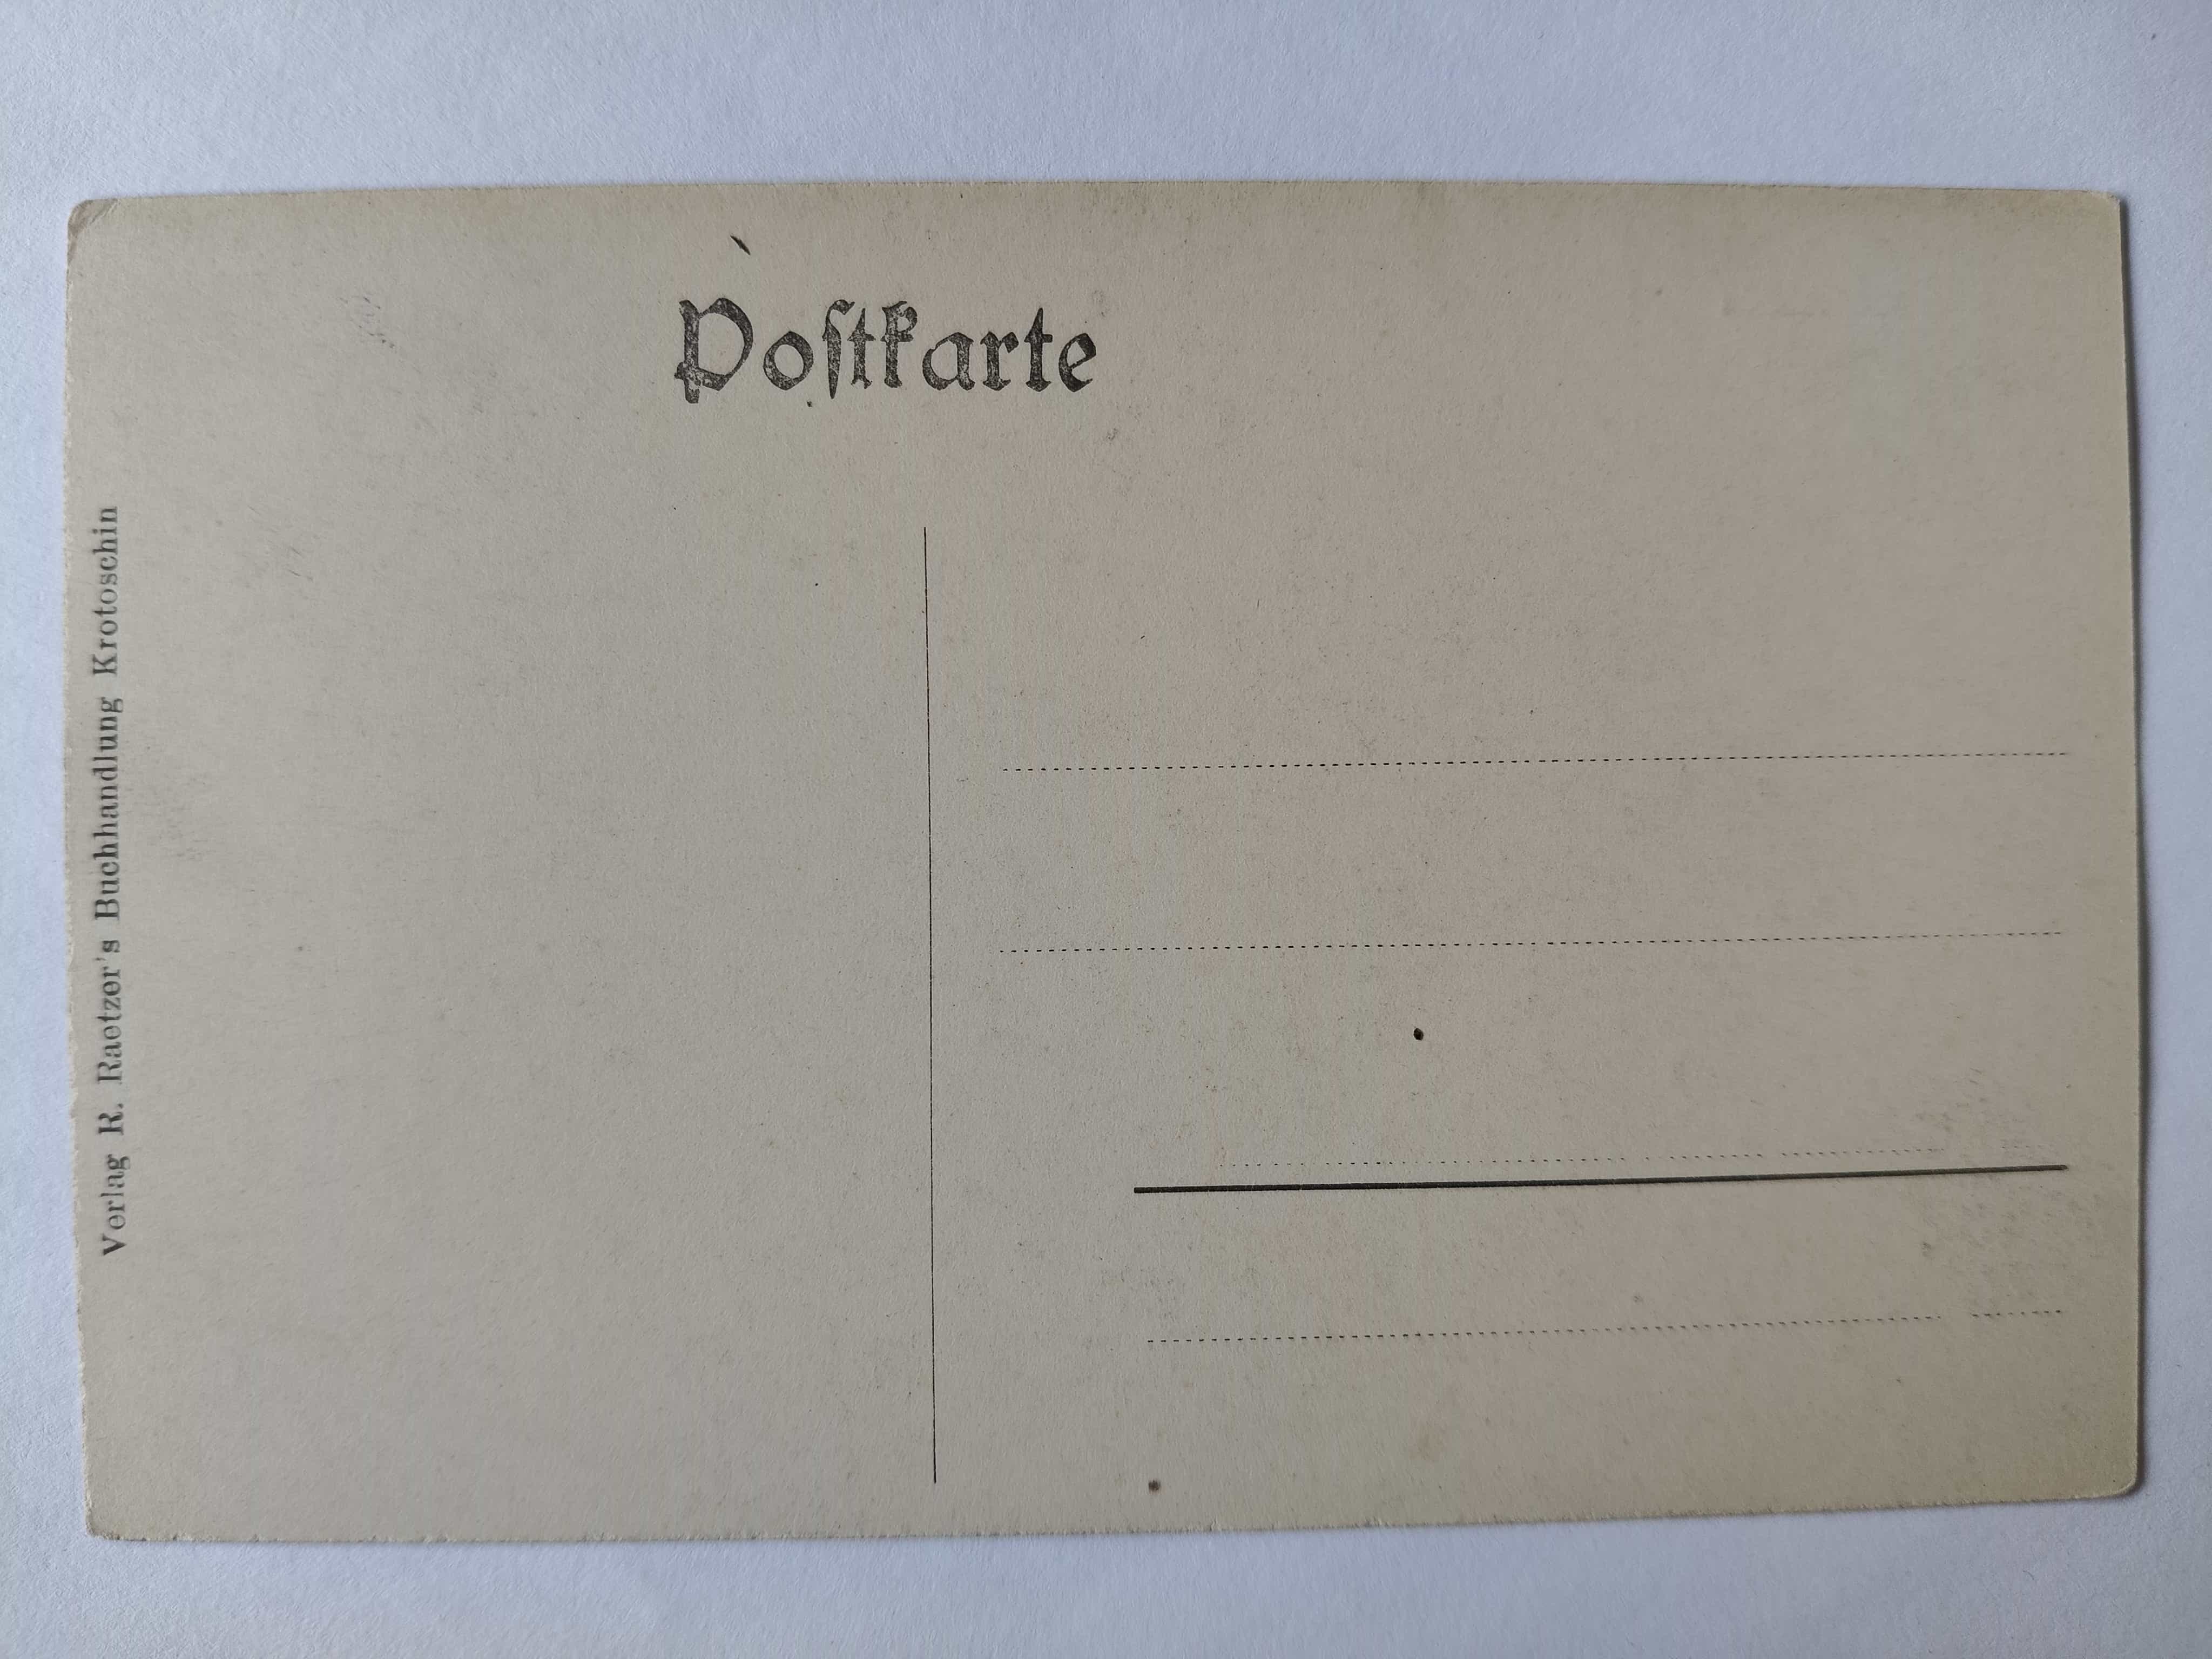 Poſtkarte
Verlag R. Raetzer's Buchhandlung Krotoschin